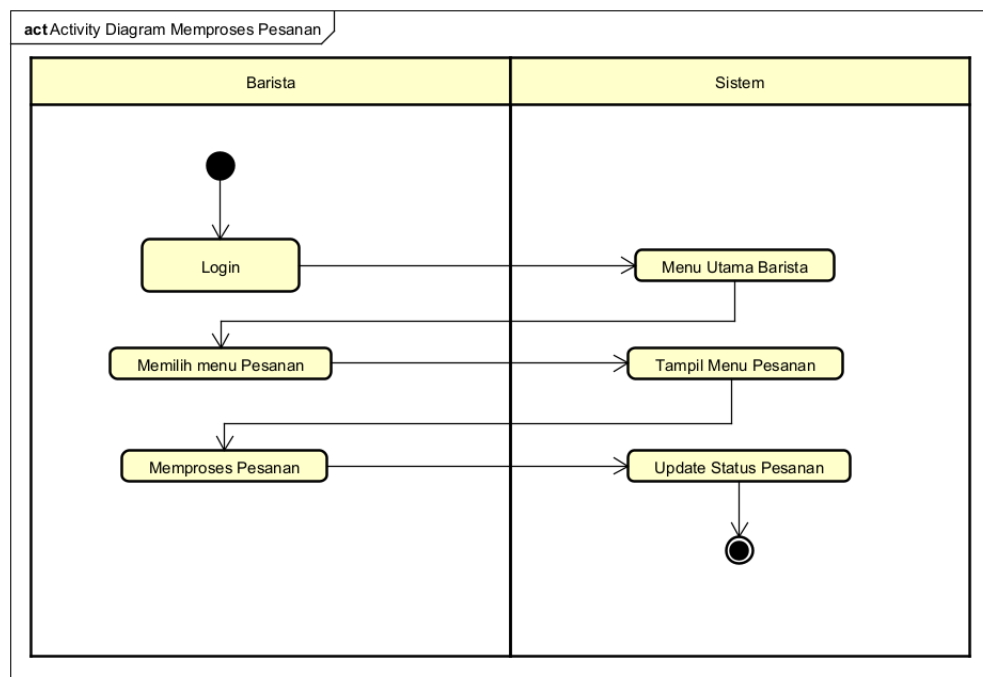 act Activity Diagram Memproses Pesanan
Barista
Sistem
Login
Menu Utama Barista
Memilih menu Pesanan
Tampil Menu Pesanan
Memproses Pesanan
Update Status Pesanan